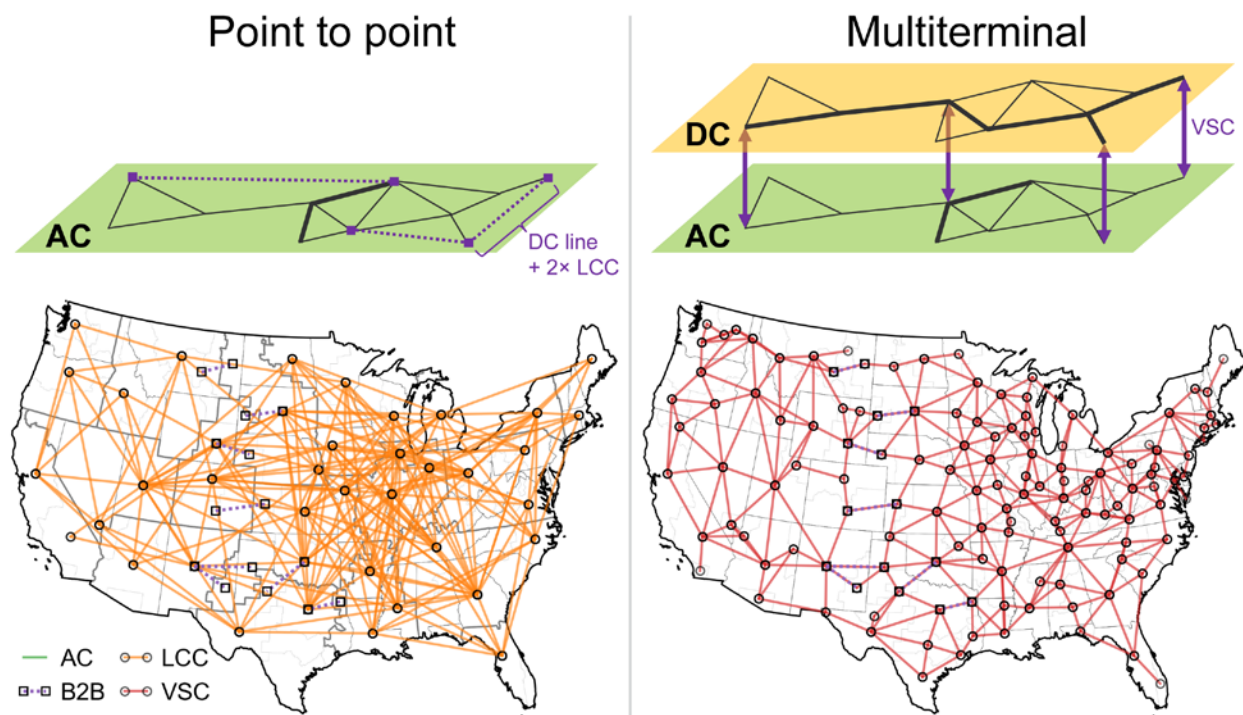 Point to point
Multiterminal
AC
DC line
+ 2× LCC
DC
VSC
AC
AC
LCC
B2B
VSC